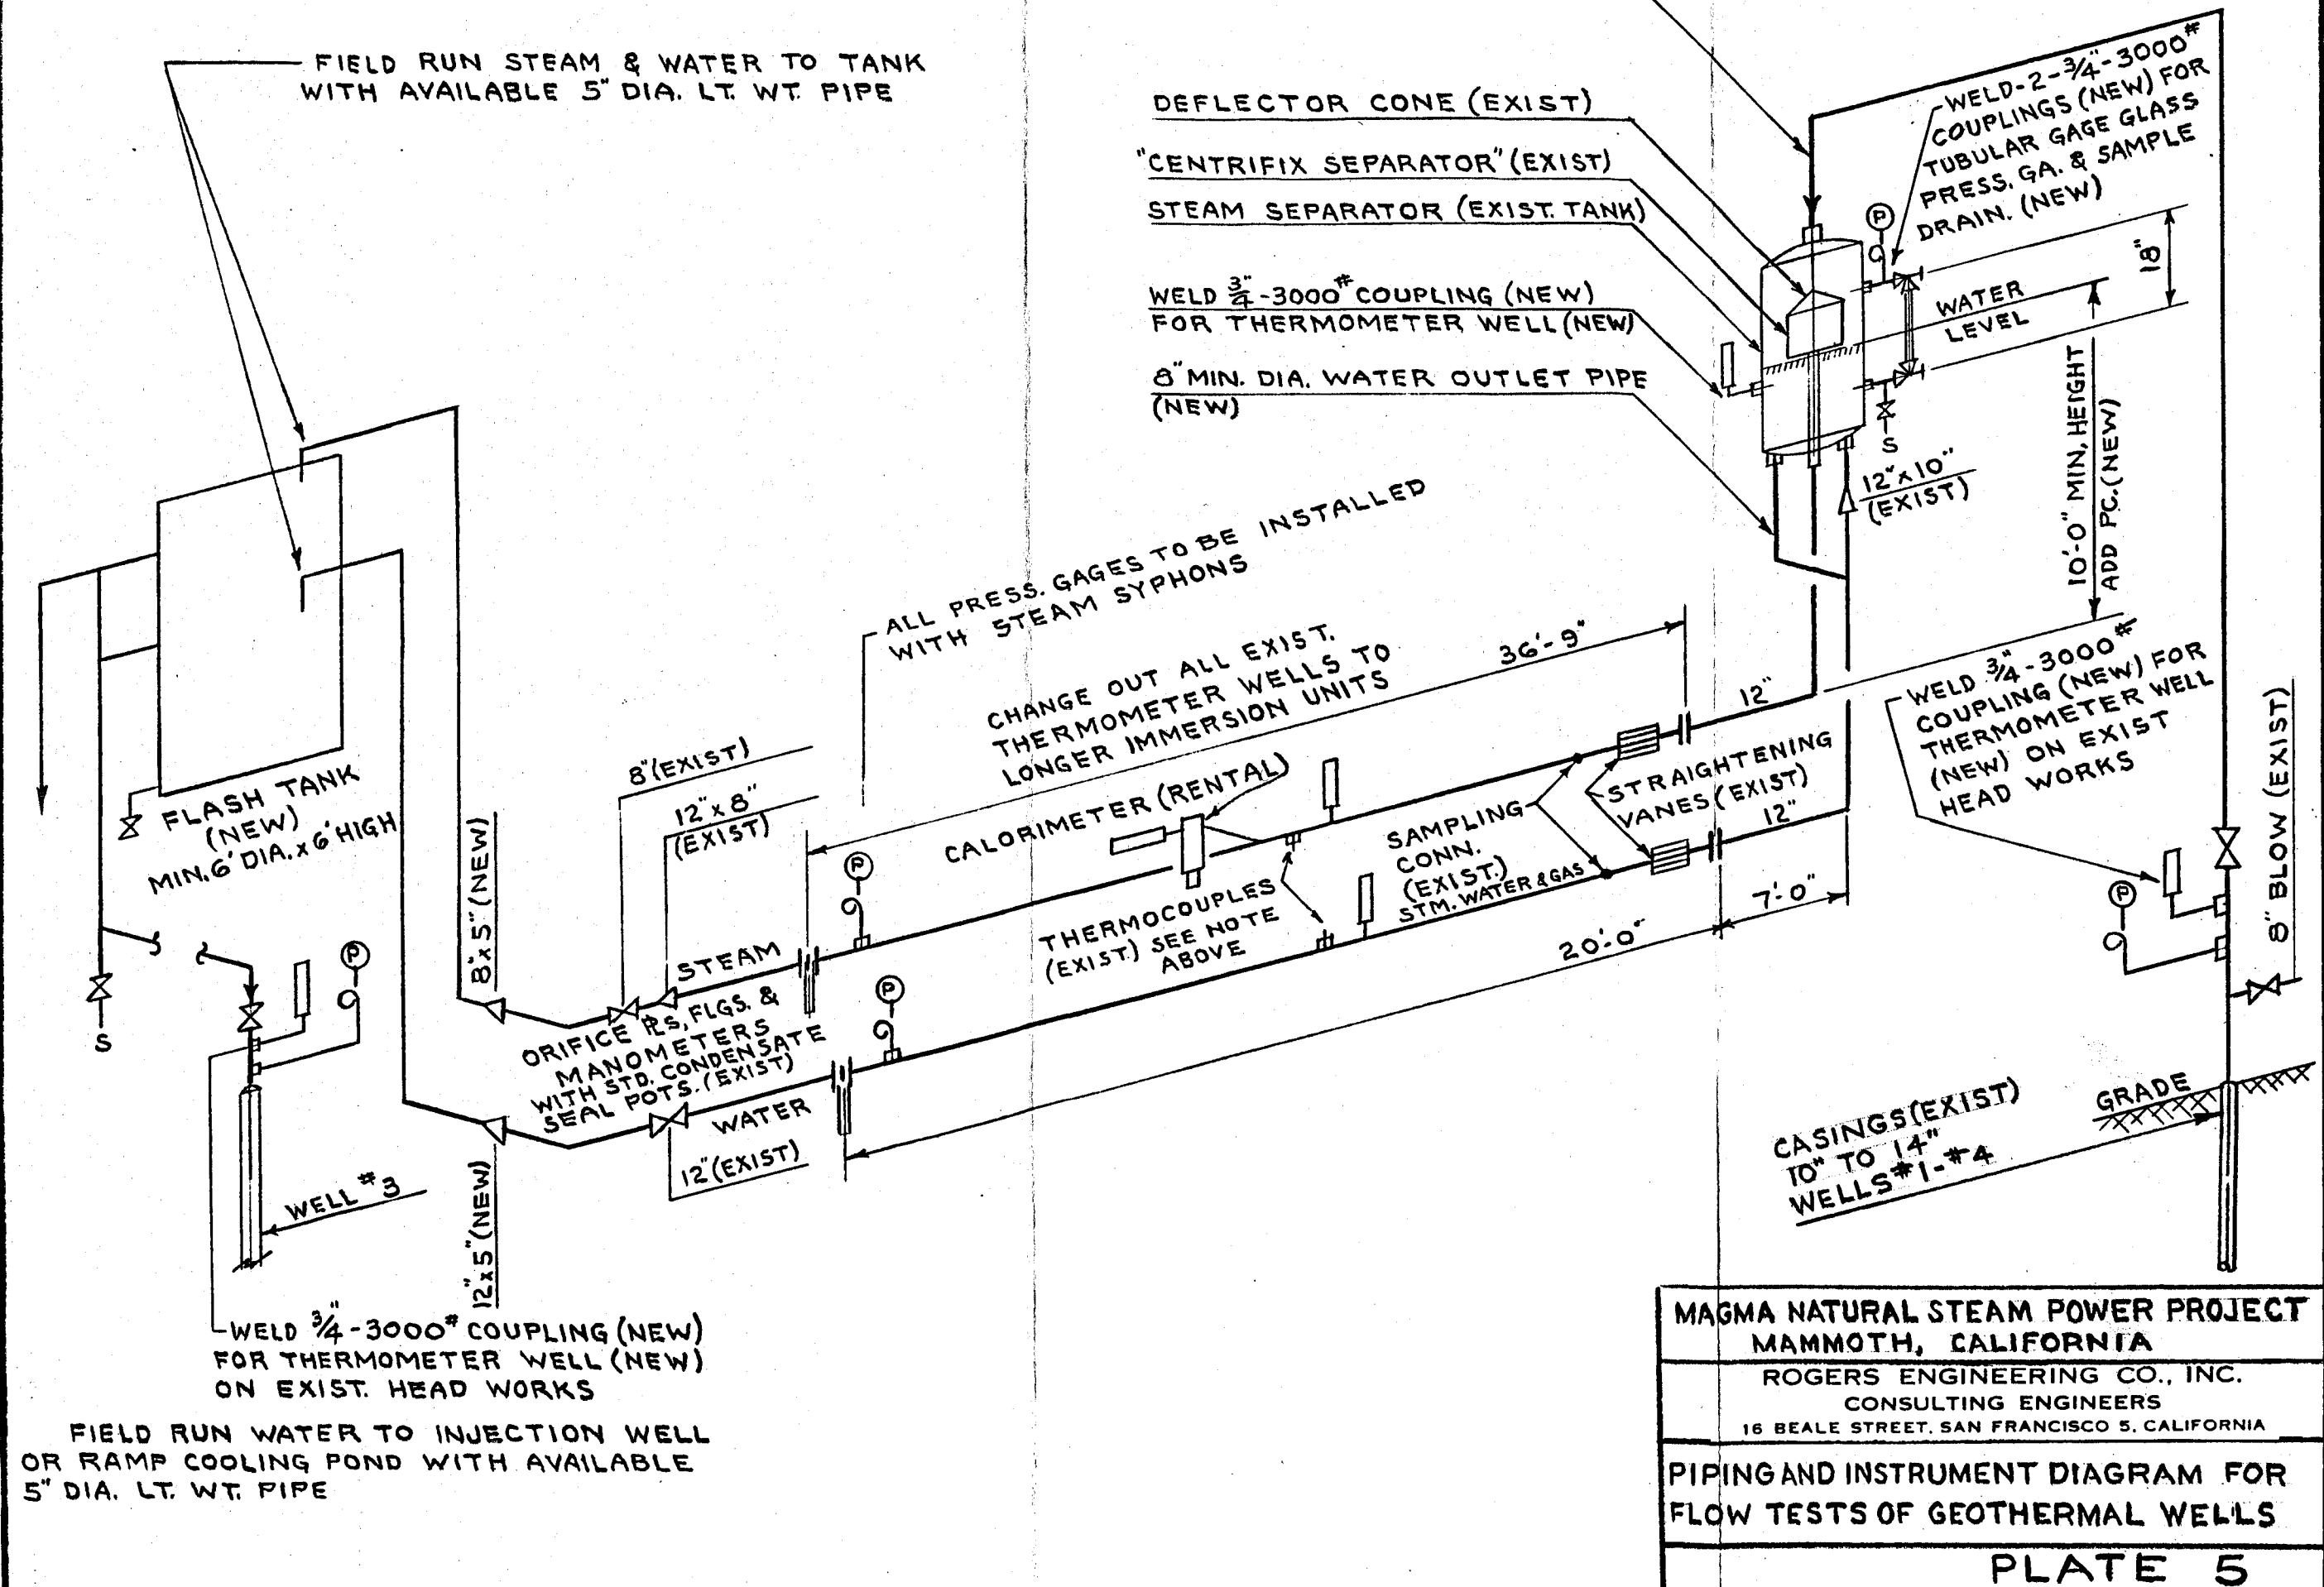 FIELD RUN STEAM & WATER TO TANK
WITH AVAILABLE 5" DIA. LT. WT. PIPE
DEFLECTOR CONE (EXIST)
"CENTRIFIX SEPARATOR" (EXIST)
STEAM SEPARATOR (EXIST. TANK)
WELD 3/4"-3000# COUPLING (NEW)
FOR THERMOMETER WELL (NEW)
8" MIN. DIA. WATER OUTLET PIPE
(NEW)
WELD-2-3/4"-3000#
COUPLINGS (NEW) FOR
TUBULAR GAGE GLASS
PRESS. GA. & SAMPLE
DRAIN. (NEW)
P
18"
WATER
LEVEL
S
12"x10"
(EXIST)
10'-0" MIN, HEIGHT
ADD PC. (NEW)
ALL PRESS. GAGES TO BE INSTALLED
WITH STEAM SYPHONS
CHANGE OUT ALL EXIST.
THERMOMETER WELLS TO
LONGER IMMERSION UNITS
36'-9"
12"
FLASH TANK
(NEW)
MIN. 6' DIA. x 6' HIGH
8"(EXIST)
12"x 8"
(EXIST)
8"x 5" (NEW)
CALORIMETER (RENTAL)
STRAIGHTENING
VANES (EXIST)
12"
SAMPLING
CONN.
(EXIST.)
STM. WATER & GAS
THERMOCOUPLES
(EXIST.) SEE NOTE
ABOVE
7'-0"
20'-0"
P
P
STEAM
ORIFICE PLS, FLGS. &
MANOMETERS
WITH STD. CONDENSATE
SEAL POTS. (EXIST)
WATER
12"(EXIST)
12"x 5" (NEW)
S
P
WELL #3
WELD 3/4"-3000# COUPLING (NEW) FOR
THERMOMETER WELL
(NEW) ON EXIST
HEAD WORKS
P
8" BLOW (EXIST)
GRADE
CASINGS (EXIST)
10" TO 14"
WELLS #1-#4
WELD 3/4"-3000# COUPLING (NEW)
FOR THERMOMETER WELL (NEW)
ON EXIST. HEAD WORKS
FIELD RUN WATER TO INJECTION WELL
OR RAMP COOLING POND WITH AVAILABLE
5" DIA. LT. WT. PIPE
MAGMA NATURAL STEAM POWER PROJECT
MAMMOTH, CALIFORNIA
ROGERS ENGINEERING CO., INC.
CONSULTING ENGINEERS
16 BEALE STREET. SAN FRANCISCO 5, CALIFORNIA
PIPING AND INSTRUMENT DIAGRAM FOR
FLOW TESTS OF GEOTHERMAL WELLS
PLATE 5